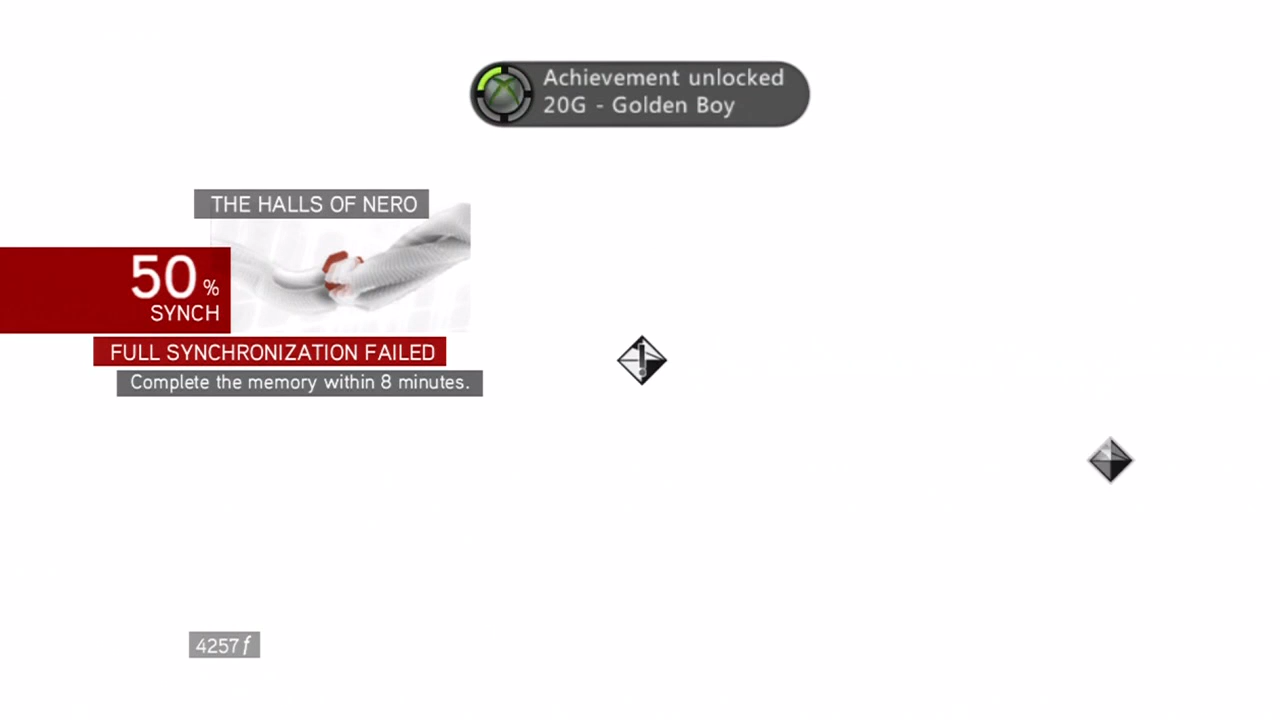 Achievement unlocked
20G - Golden Boy
THE HALLS OF NERO
50 %
SYNCH
FULL SYNCHRONIZATION FAILED
Complete the memory within 8 minutes.
4257 ƒ